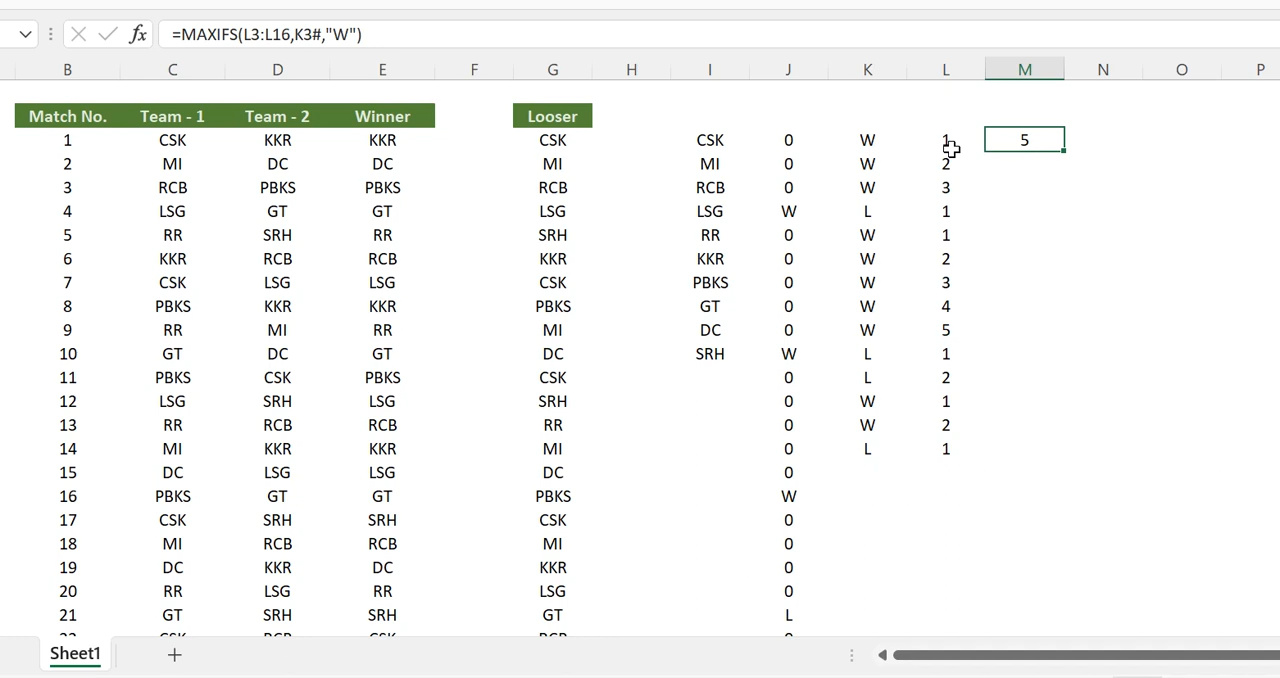 fx =MAXIFS(L3:L16,K3#,"W")
B C D E F G H I J K L M N O P
Match No. Team - 1 Team - 2 Winner Looser
1 CSK KKR KKR CSK CSK 0 W 1 5
2 MI DC DC MI MI 0 W 2
3 RCB PBKS PBKS RCB RCB 0 W 3
4 LSG GT GT LSG LSG W L 1
5 RR SRH RR SRH RR 0 W 1
6 KKR RCB RCB KKR KKR 0 W 2
7 CSK LSG LSG CSK PBKS 0 W 3
8 PBKS KKR KKR PBKS GT 0 W 4
9 RR MI RR MI DC 0 W 5
10 GT DC GT DC SRH W L 1
11 PBKS CSK PBKS CSK 0 L 2
12 LSG SRH LSG SRH 0 W 1
13 RR RCB RCB RR 0 W 2
14 MI KKR KKR MI 0 L 1
15 DC LSG LSG DC 0
16 PBKS GT GT PBKS W
17 CSK SRH SRH CSK 0
18 MI RCB RCB MI 0
19 DC KKR DC KKR 0
20 RR LSG RR LSG 0
21 GT SRH SRH GT L
22 CSK RCB CSK RCB 0
Sheet1